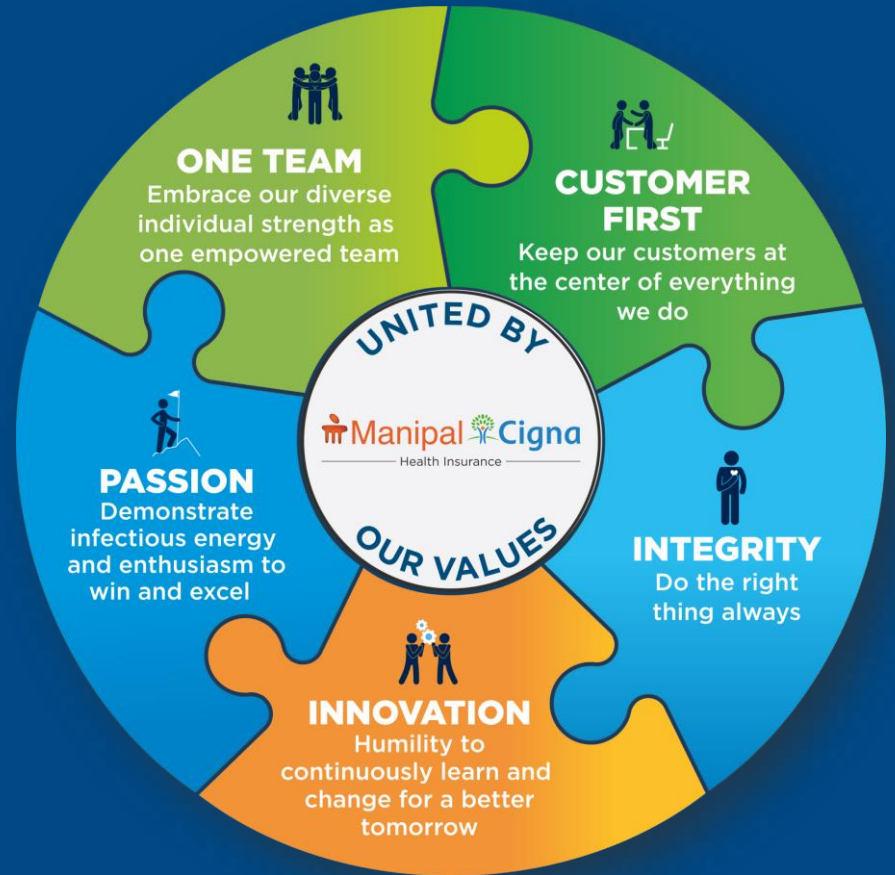 ONE TEAM
Embrace our diverse
individual strength as
one empowered team
CUSTOMER
FIRST
Keep our customers at
the center of everything
we do
UNITED BY
Manipal Cigna
Health Insurance
OUR VALUES
PASSION
Demonstrate
infectious energy
and enthusiasm to
win and excel
INTEGRITY
Do the right
thing always
INNOVATION
Humility to
continuously learn and
change for a better
tomorrow